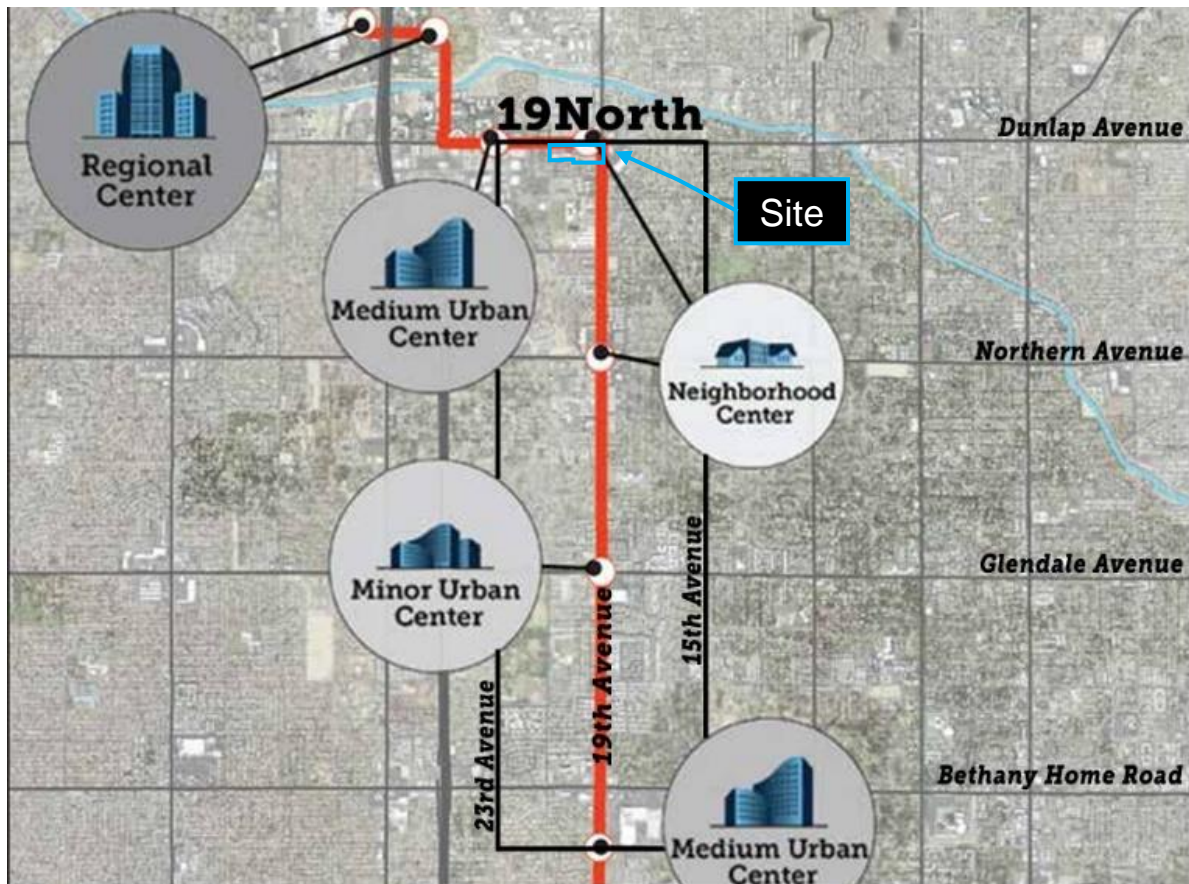 19North
Dunlap Avenue
Regional
Center
Site
Medium Urban
Center
Northern Avenue
Neighborhood
Center
Glendale Avenue
Minor Urban
Center
15th Avenue
19th Avenue
23rd Avenue
Bethany Home Road
Medium Urban
Center